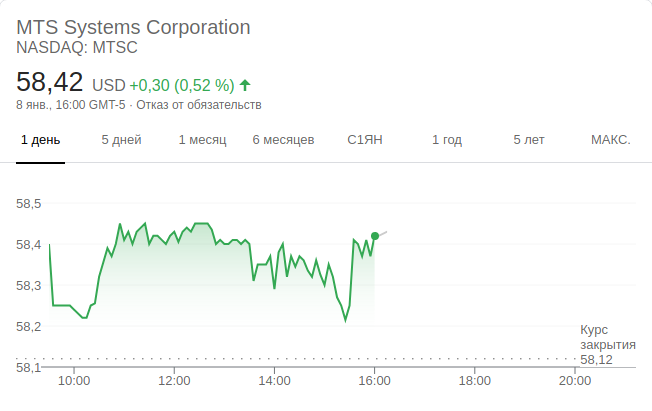 MTS Systems Corporation
NASDAQ: MTSC
58,42 USD +0,30 (0,52 %)
8 янв., 16:00 GMT-5 · Отказ от обязательств
1 день 5 дней 1 месяц 6 месяцев С1ЯН 1 год 5 лет МАКС.
58,5
58,4
58,3
58,2
Курс
закрытия
58,12
58,1
10:00 12:00 14:00 16:00 18:00 20:00